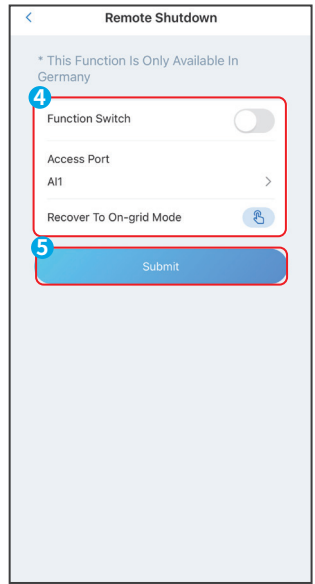 Remote Shutdown
* This Function Is Only Available In
Germany
4
Function Switch
Access Port
AI1
Recover To On-grid Mode
5
Submit